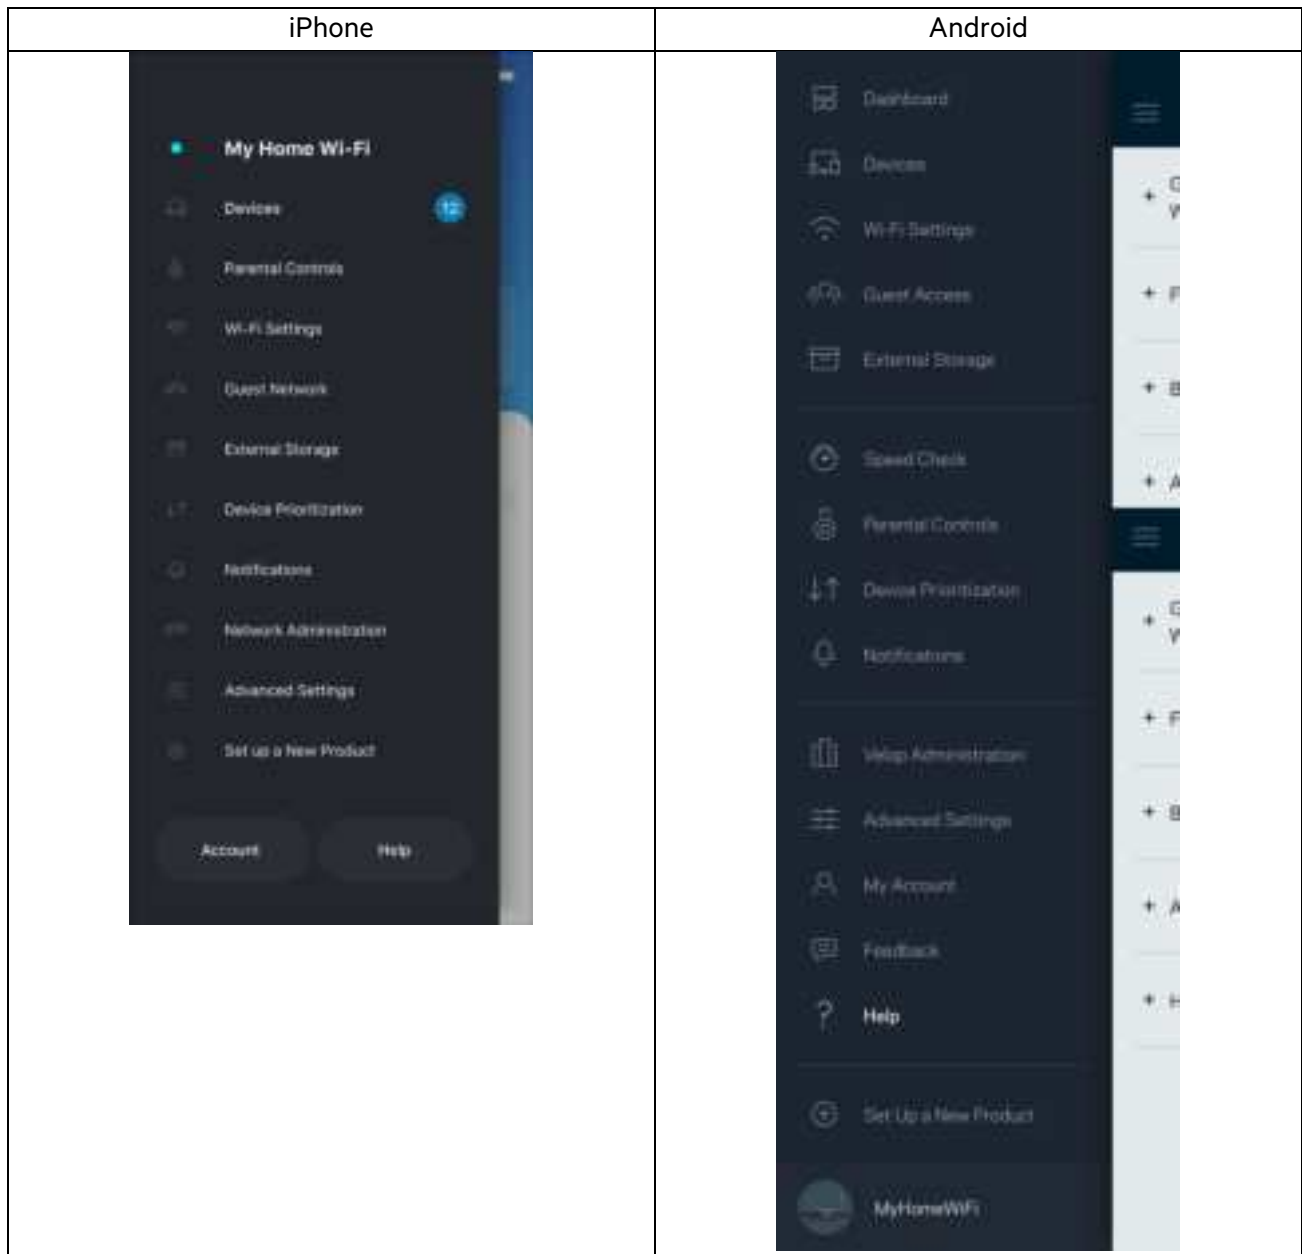 iPhone
Android
My Home Wi-Fi
Devices
12
Parental Controls
Wi-Fi Settings
Guest Network
External Storage
Device Prioritization
Notifications
Network Administration
Advanced Settings
Set up a New Product
Account
Help
Dashboard
Devices
Wi-Fi Settings
Guest Access
External Storage
Speed Check
Parental Controls
Device Prioritization
Notifications
Velop Administration
Advanced Settings
My Account
Feedback
Help
Set Up a New Product
MyHomeWiFi
+
+ F
+ B
+ A
+
+ F
+ B
+ A
+ H